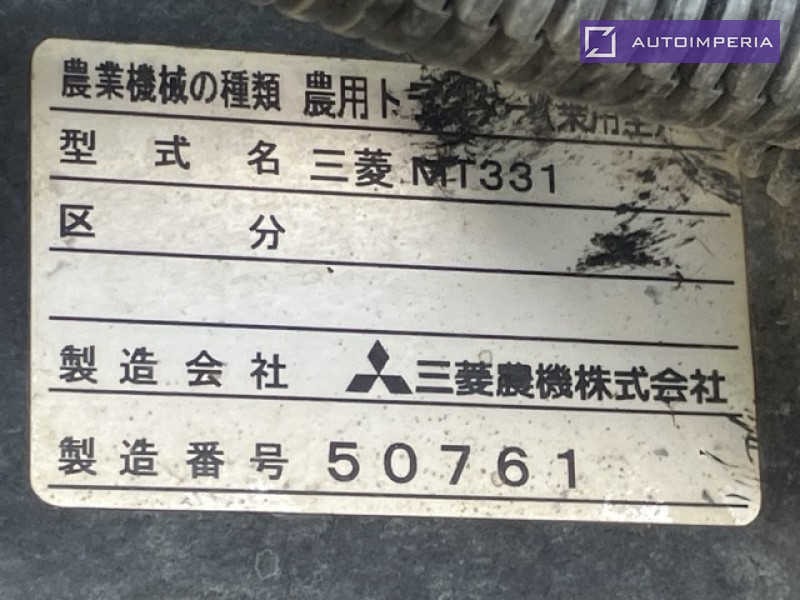 AUTOIMPERIA
農業機械の種類 農用ト
型式名 三菱 MT331
区分
製造会社 三菱農機株式会社
製造番号 50761